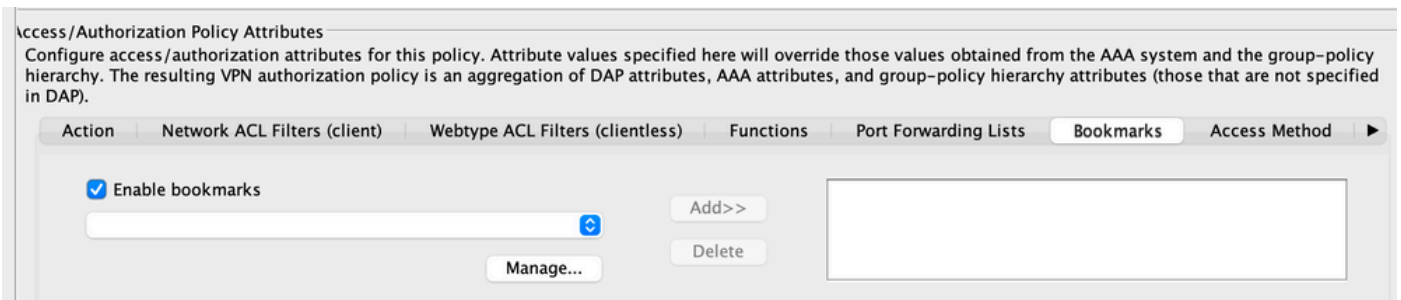 Access/Authorization Policy Attributes
Configure access/authorization attributes for this policy. Attribute values specified here will override those values obtained from the AAA system and the group-policy
hierarchy. The resulting VPN authorization policy is an aggregation of DAP attributes, AAA attributes, and group-policy hierarchy attributes (those that are not specified
in DAP).
Action Network ACL Filters (client) Webtype ACL Filters (clientless) Functions Port Forwarding Lists Bookmarks Access Method
Enable bookmarks
Add>>
Delete
Manage...